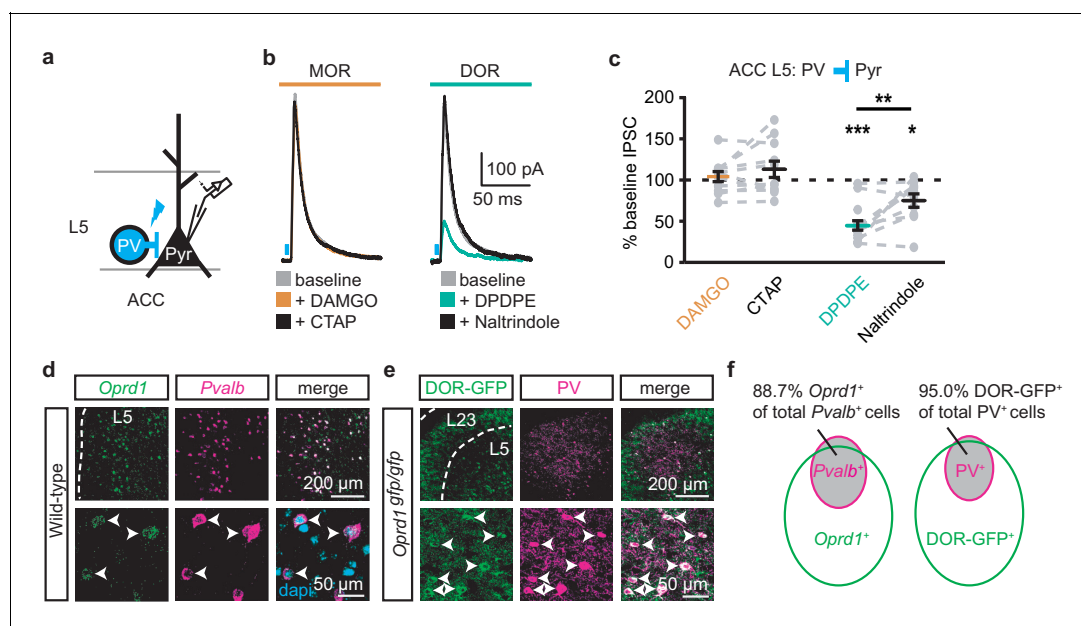 a
L5
PV
Pyr
ACC
b
MOR
DOR
100 pA
50 ms
baseline
+ DAMGO
+ CTAP
baseline
+ DPDPE
+ Naltrindole
c
ACC L5: PV Pyr
% baseline IPSC
200
150
100
50
0
**
***
*
DAMGO
CTAP
DPDPE
Naltrindole
d
Oprd1
Pvalb
merge
Wild-type
L5
200 µm
dapi
50 µm
e
DOR-GFP
PV
merge
Oprd1 gfp/gfp
L23
L5
200 µm
50 µm
f
88.7% Oprd1+
of total Pvalb+ cells
Pvalb+
Oprd1+
95.0% DOR-GFP+
of total PV+ cells
PV+
DOR-GFP+